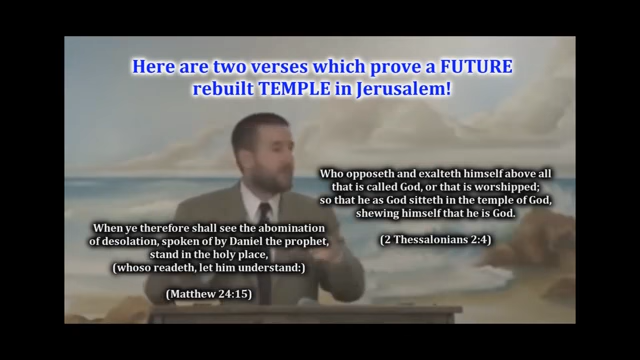 Here are two verses which prove a FUTURE
rebuilt TEMPLE in Jerusalem!
Who opposeth and exalteth himself above all
that is called God, or that is worshipped;
so that he as God sitteth in the temple of God,
shewing himself that he is God.
(2 Thessalonians 2:4)
When ye therefore shall see the abomination
of desolation, spoken of by Daniel the prophet,
stand in the holy place,
(whoso readeth, let him understand:)
(Matthew 24:15)